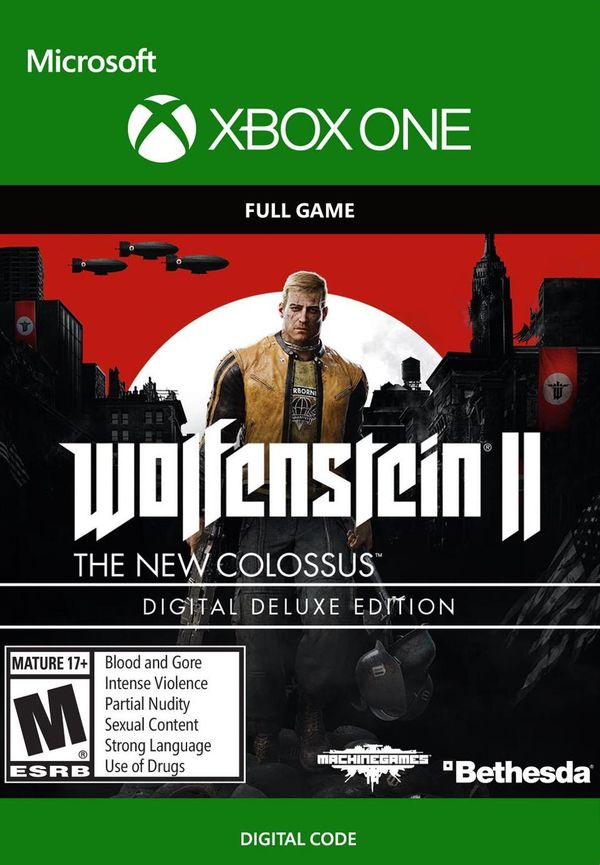 Microsoft
XBOX ONE
FULL GAME
RBORN
Wolfenstein® II
THE NEW COLOSSUS™
DIGITAL DELUXE EDITION
MATURE 17+
M
®
ESRB
Blood and Gore
Intense Violence
Partial Nudity
Sexual Content
Strong Language
Use of Drugs
MACHINEGAMES
Bethesda®
DIGITAL CODE